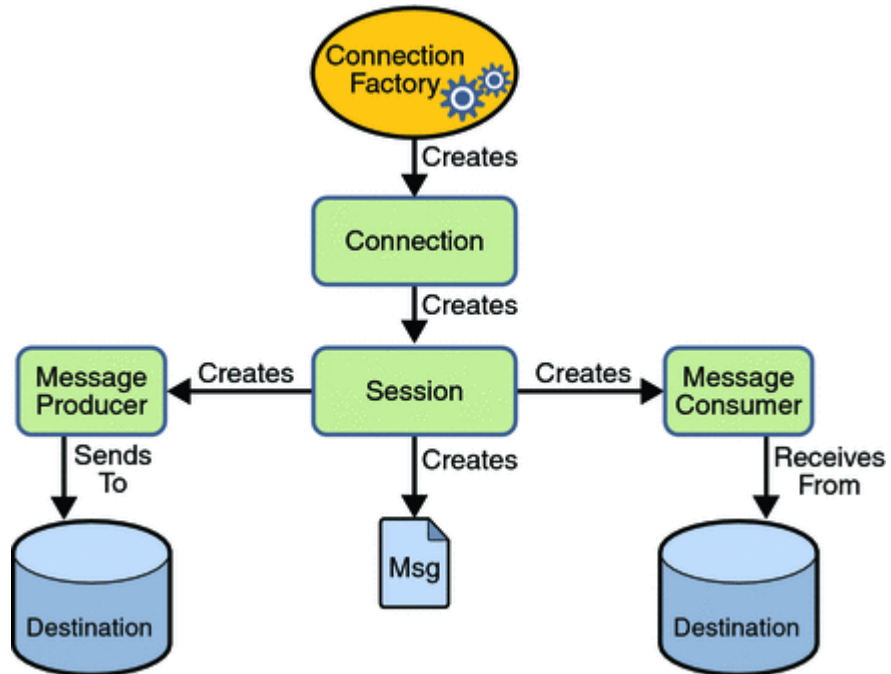 Connection
Factory
Creates
Connection
Creates
Message
Producer
Creates
Session
Creates
Message
Consumer
Sends
To
Creates
Receives
From
Destination
Msg
Destination